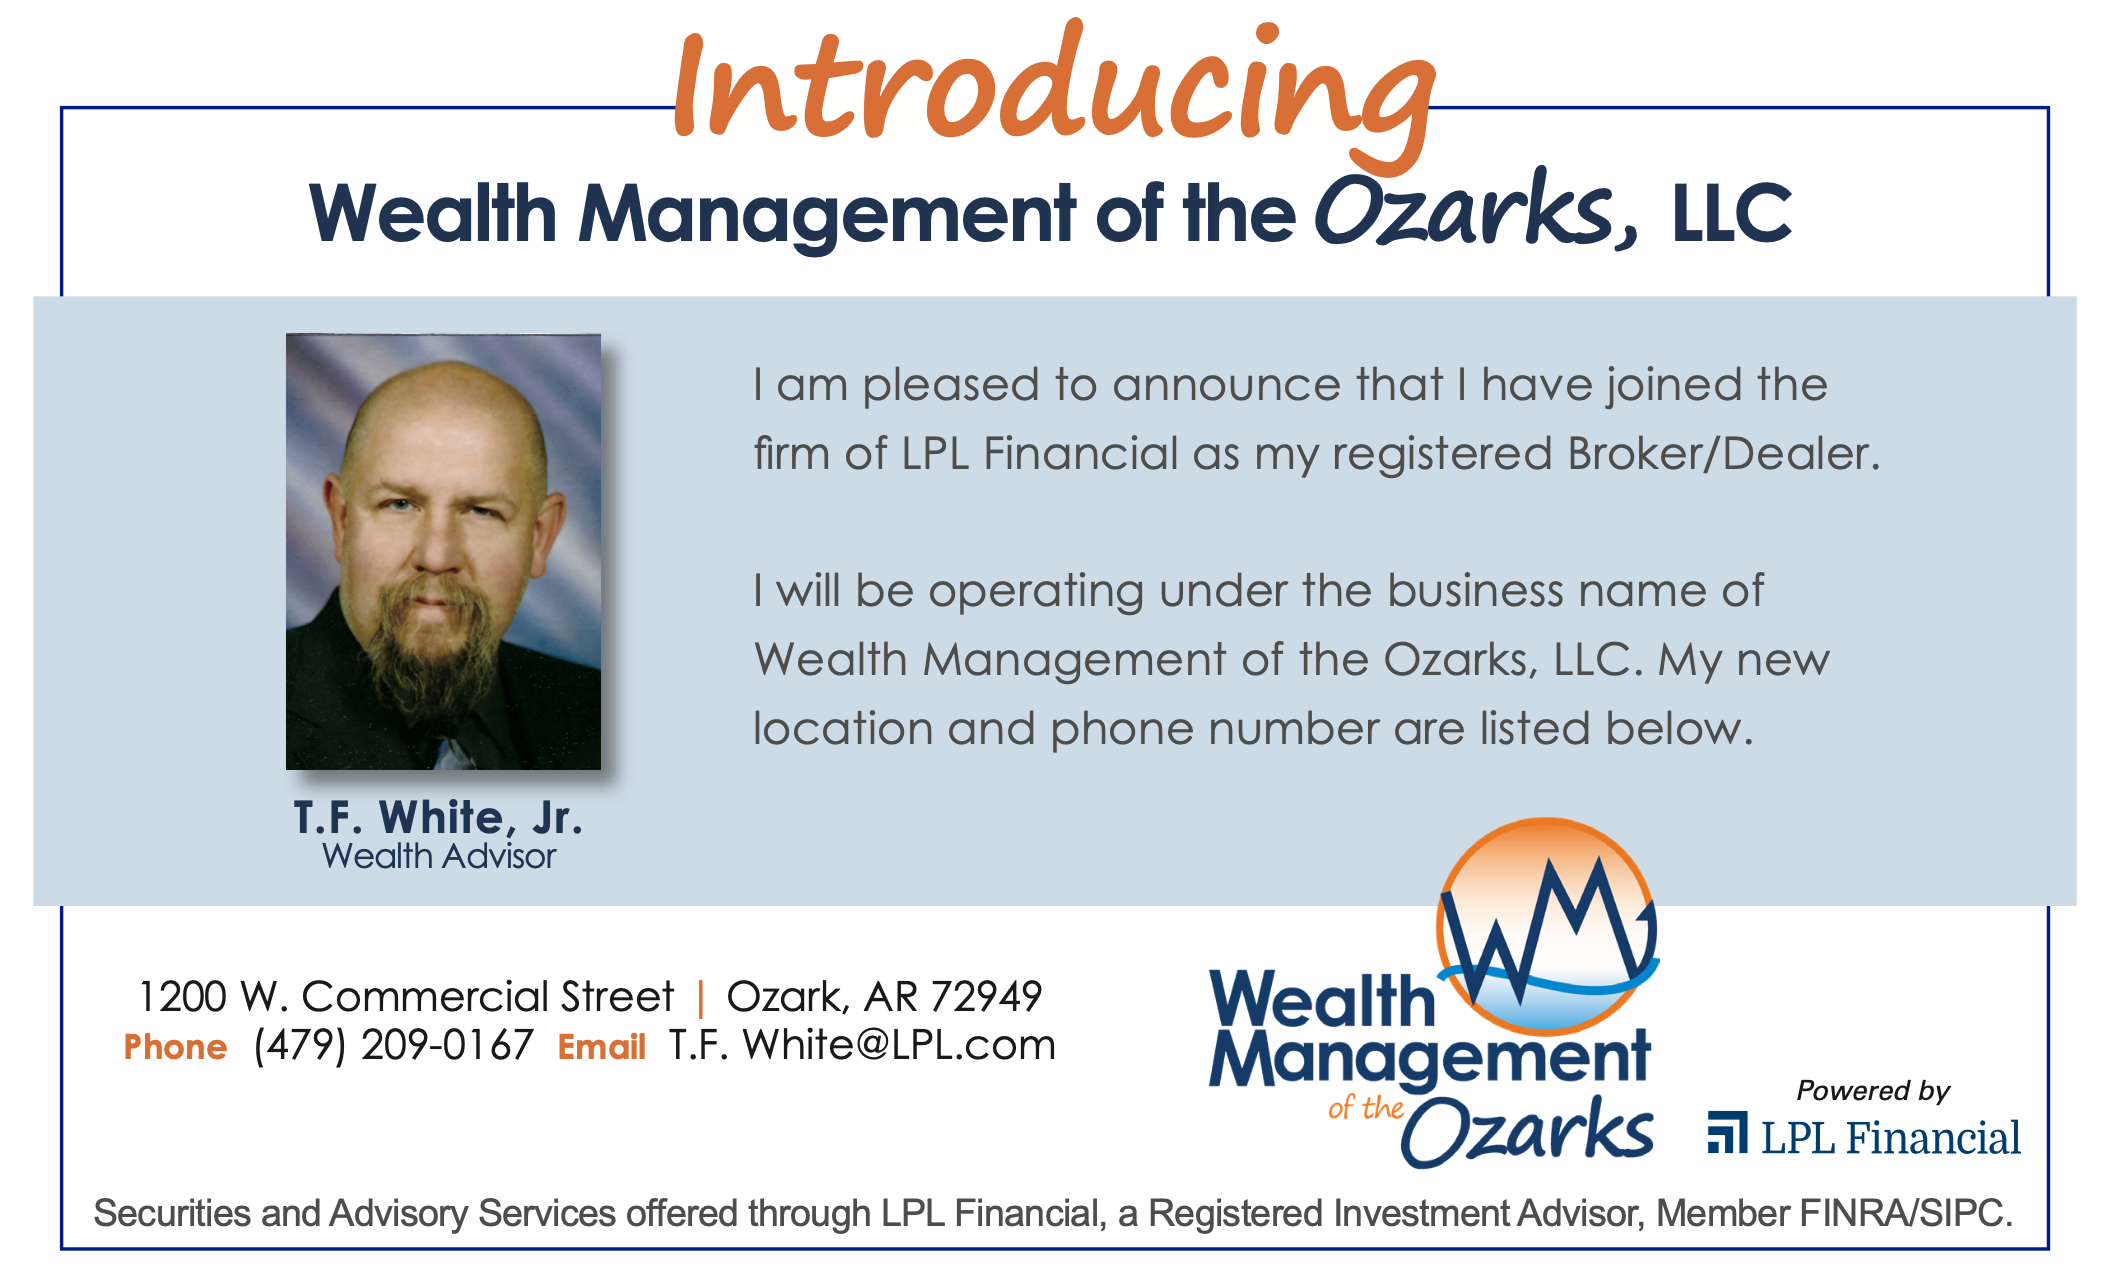 Introducing
Wealth Management of the Ozarks, LLC
I am pleased to announce that I have joined the
firm of LPL Financial as my registered Broker/Dealer.
I will be operating under the business name of
Wealth Management of the Ozarks, LLC. My new
location and phone number are listed below.
T.F. White, Jr.
Wealth Advisor
1200 W. Commercial Street | Ozark, AR 72949
Phone (479) 209-0167 Email T.F. White@LPL.com
WM
Wealth
Management
of the Ozarks
Powered by
LPL Financial
Securities and Advisory Services offered through LPL Financial, a Registered Investment Advisor, Member FINRA/SIPC.